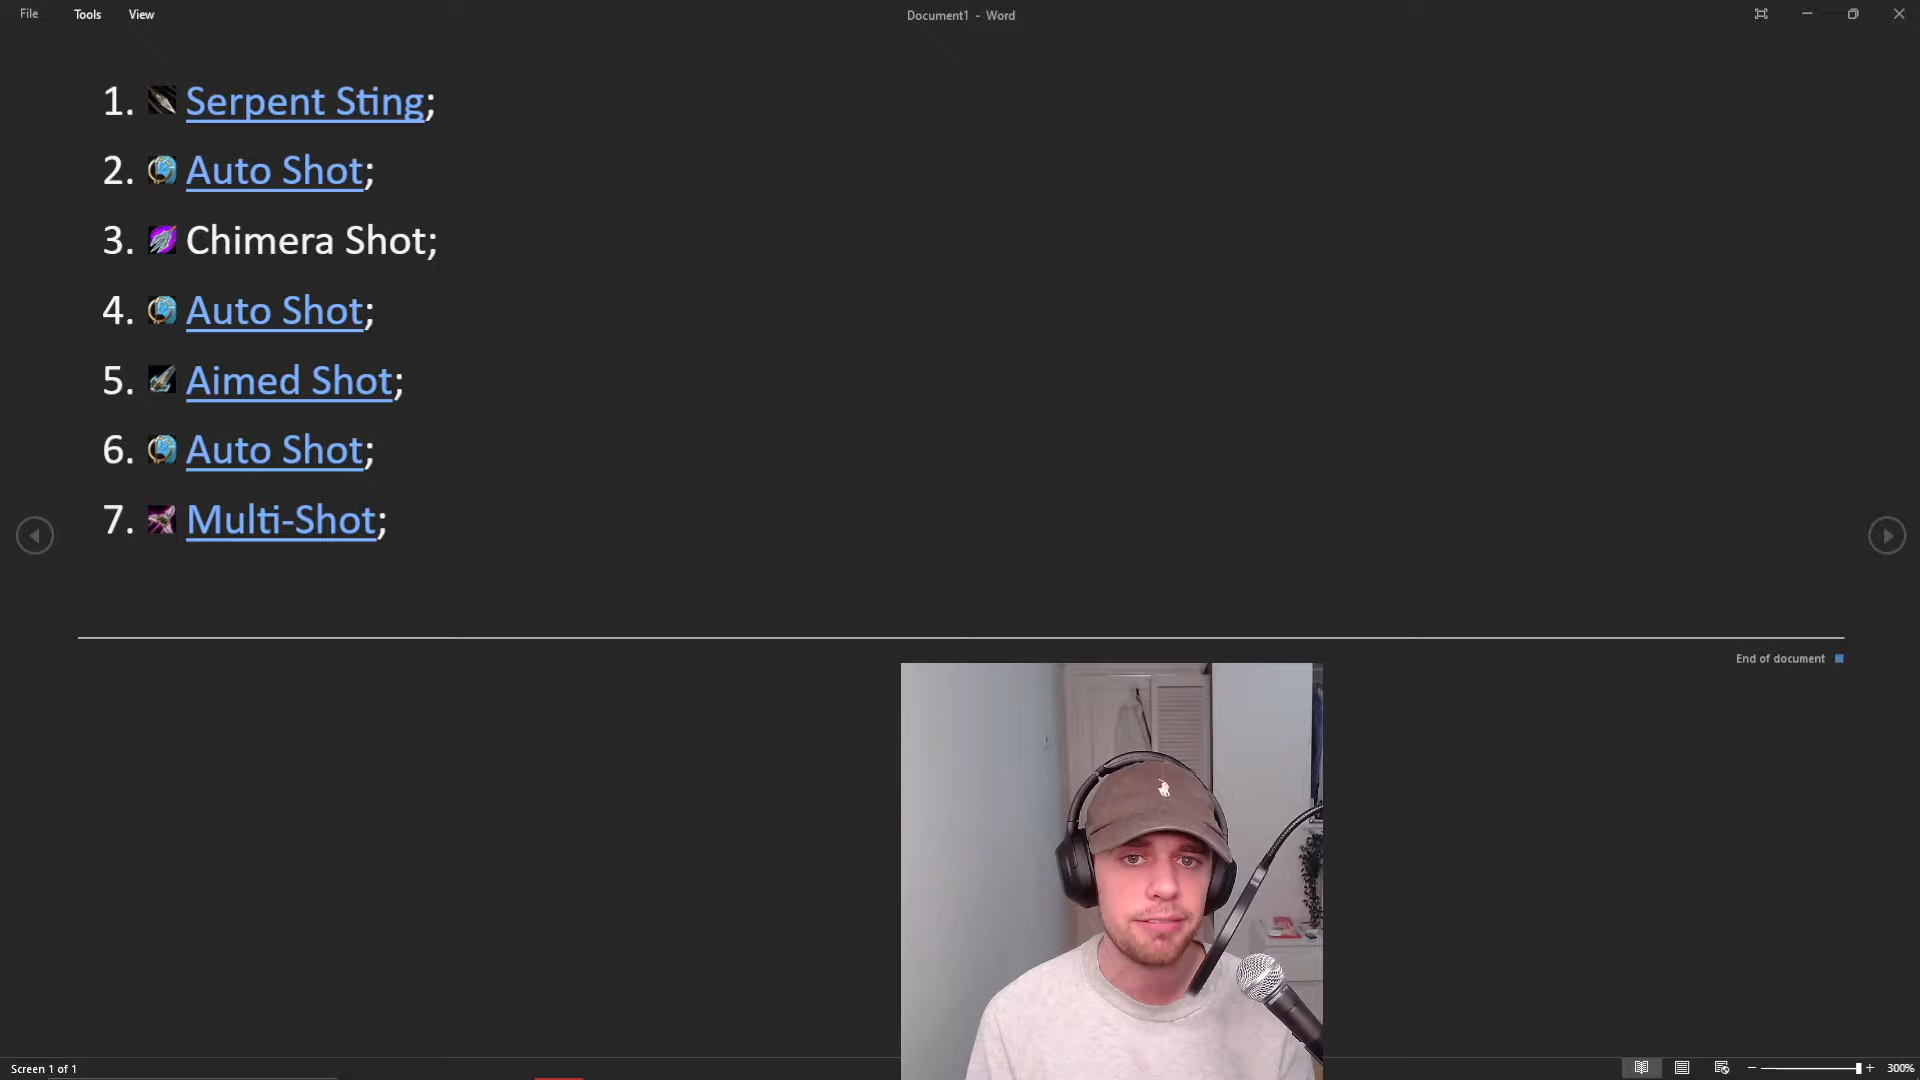 File Tools View Document1 - Word
1. Serpent Sting;
2. Auto Shot;
3. Chimera Shot;
4. Auto Shot;
5. Aimed Shot;
6. Auto Shot;
7. Multi-Shot;
End of document
Screen 1 of 1 300%